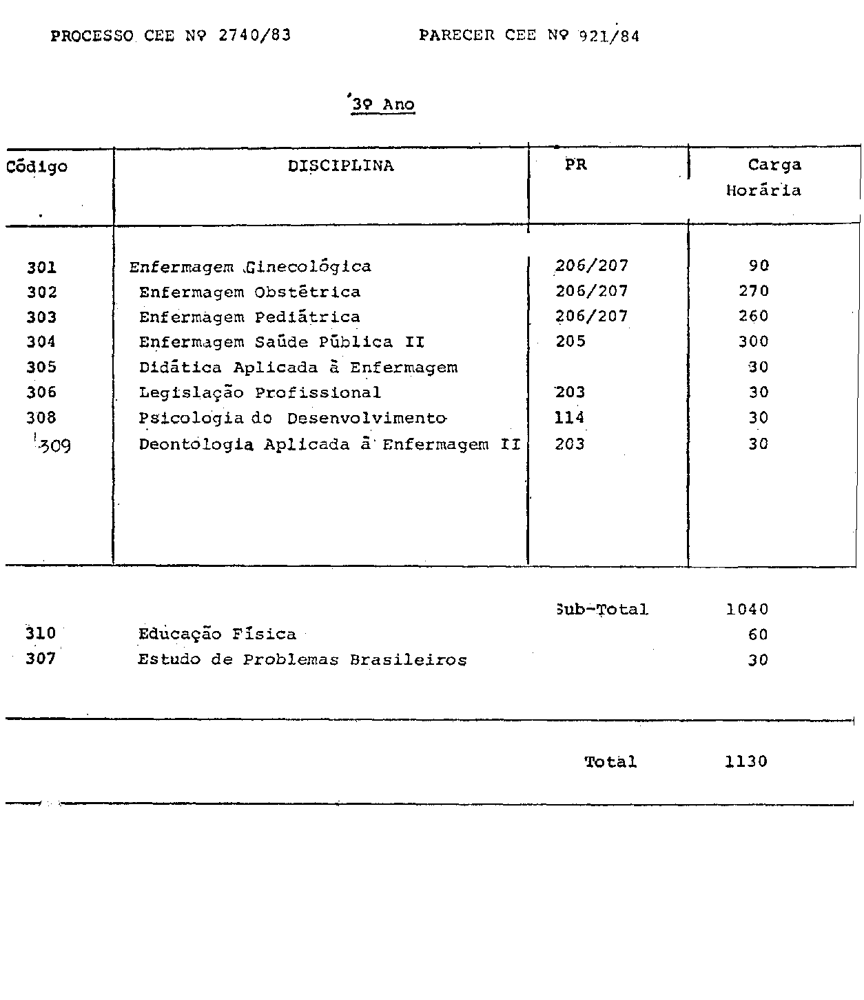 PROCESSO CEE Nº 2740/83 PARECER CEE Nº 921/84
3º Ano
Código DISCIPLINA PR Carga
Horária
301 Enfermagem Ginecológica 206/207 90
302 Enfermagem Obstétrica 206/207 270
303 Enfermagem Pediátrica 206/207 260
304 Enfermagem Saúde Pública II 205 300
305 Didática Aplicada à Enfermagem 30
306 Legislação Profissional 203 30
308 Psicologia do Desenvolvimento 114 30
309 Deontologia Aplicada à Enfermagem II 203 30
Sub-Total 1040
310 Educação Física 60
307 Estudo de Problemas Brasileiros 30
Total 1130